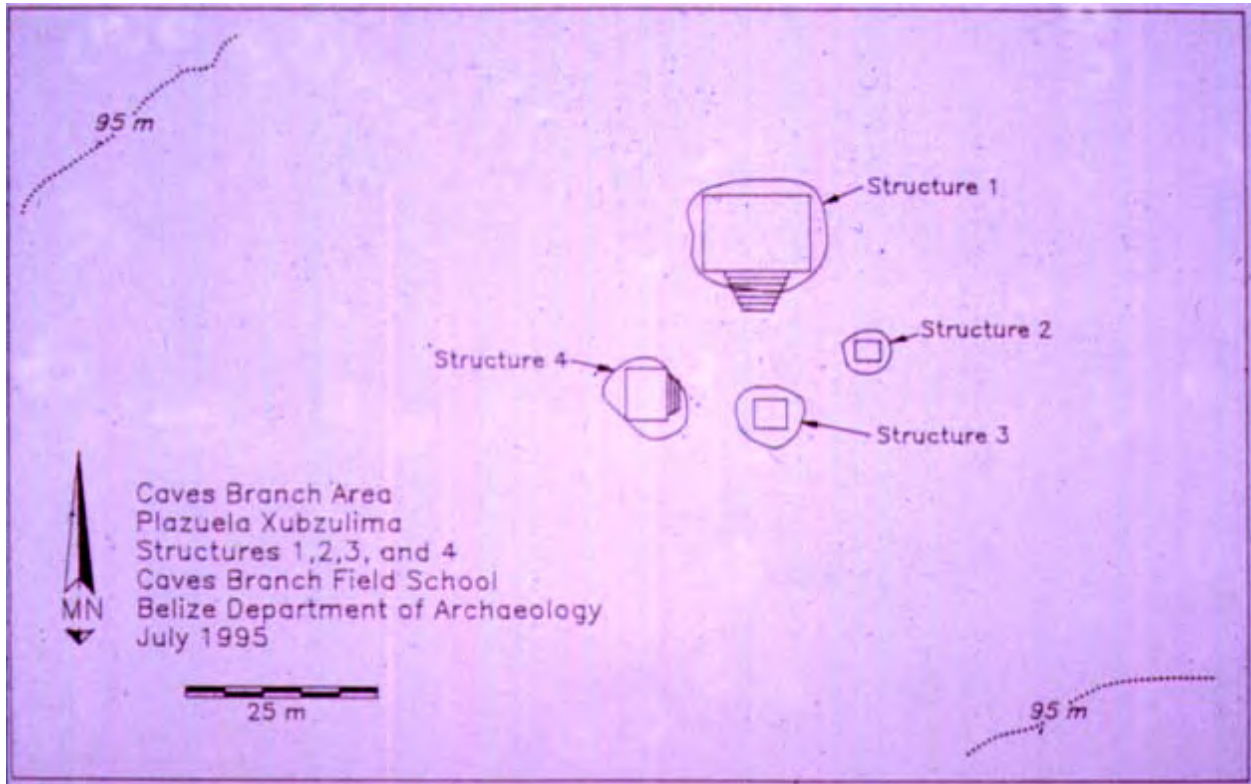 95 m
Structure 1
Structure 2
Structure 4
Structure 3
Caves Branch Area
Plazuela Xubzulima
Structures 1,2,3, and 4
Caves Branch Field School
MN Belize Department of Archaeology
July 1995
25 m
95 m